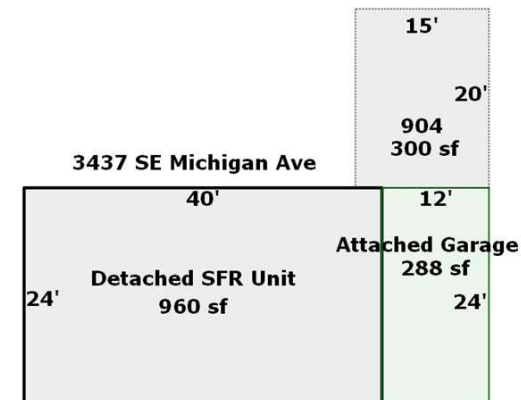 15'
20'
904
300 sf
3437 SE Michigan Ave
40'
12'
Attached Garage
288 sf
Detached SFR Unit
960 sf
24'
24'